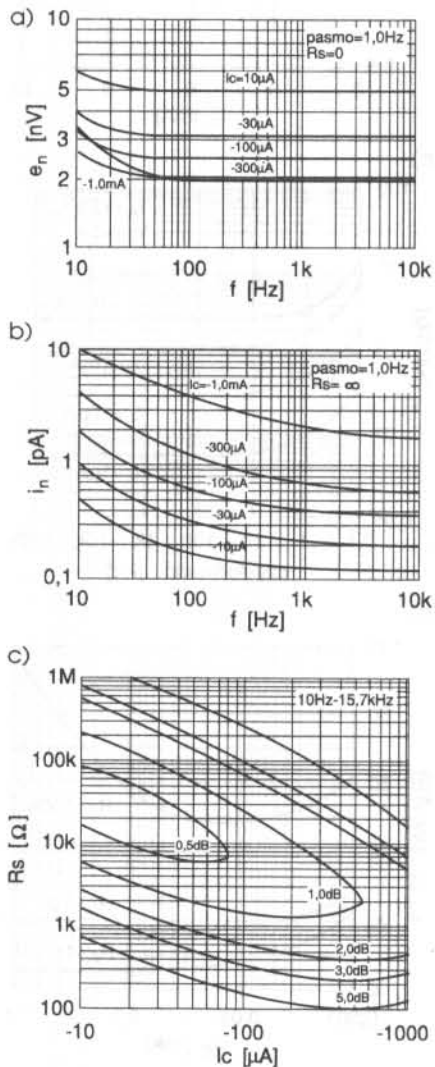 a)
10
5
3
2
1
e_n [nV]
pasmo=1,0Hz
Rs=0
Ic=10µA
-30µA
-100µA
-300µA
-1.0mA
10
100
1k
10k
f [Hz]
b)
10
1
0,1
i_n [pA]
pasmo=1,0Hz
Rs= ∞
Ic=-1,0mA
-300µA
-100µA
-30µA
-10µA
10
100
1k
10k
f [Hz]
c)
1M
100k
10k
1k
100
Rs [Ω]
10Hz-15,7kHz
0,5dB
1,0dB
2,0dB
3,0dB
5,0dB
-10
-100
-1000
Ic [µA]